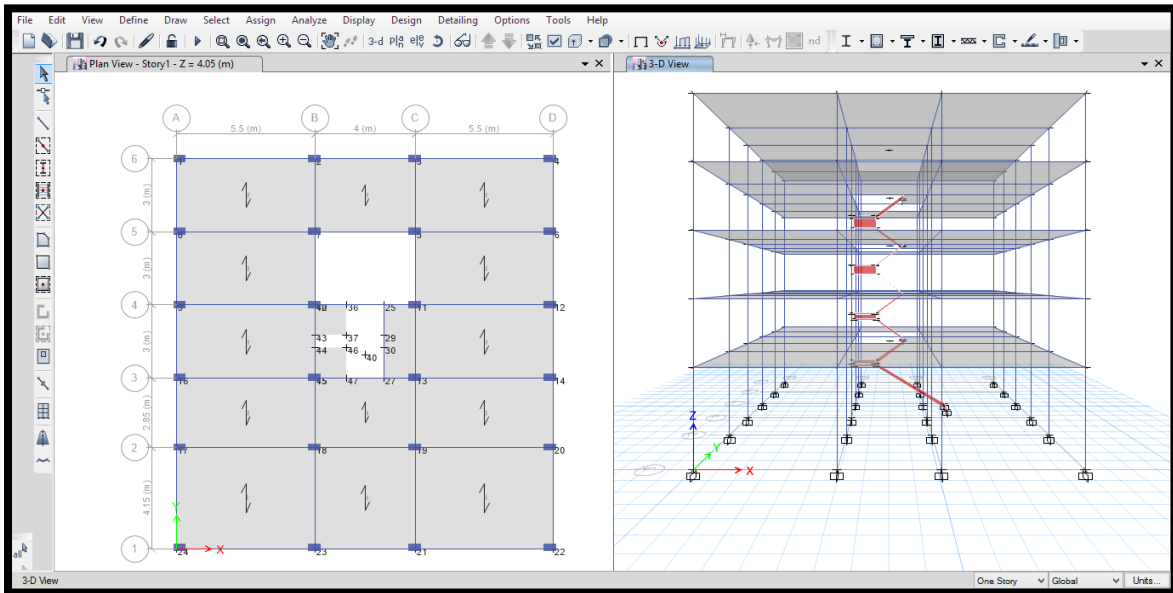 File Edit View Define Draw Select Assign Analyze Display Design Detailing Options Tools Help
3-d nd
Plan View - Story1 - Z = 4.05 (m)
3-D View
A B C D
5.5 (m) 4 (m) 5.5 (m)
6 1 2 3 4
3 (m)
5 8 7 5 6
3 (m)
4 9 42 36 25 11 12
43 37 29
3 (m)
44 46 40 30
3 16 45 47 27 13 14
2.85 (m)
2 17 18 19 20
4.15 (m)
Y
1 24 X 23 21 22
Z
Y
X
all
3-D View
One Story Global Units...